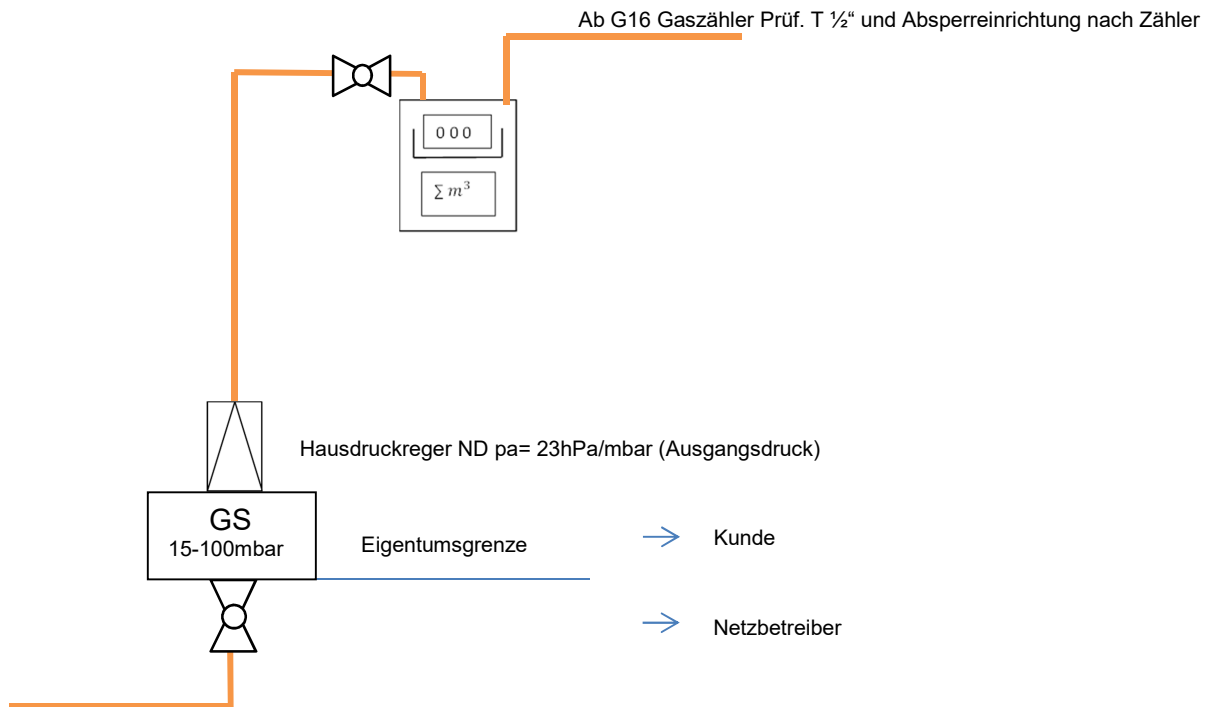 Ab G16 Gaszähler Prüf. T ½“ und Absperreinrichtung nach Zähler
0 0 0
∑ m³
Hausdruckreger ND pa= 23hPa/mbar (Ausgangsdruck)
GS
15-100mbar
Eigentumsgrenze
Kunde
Netzbetreiber